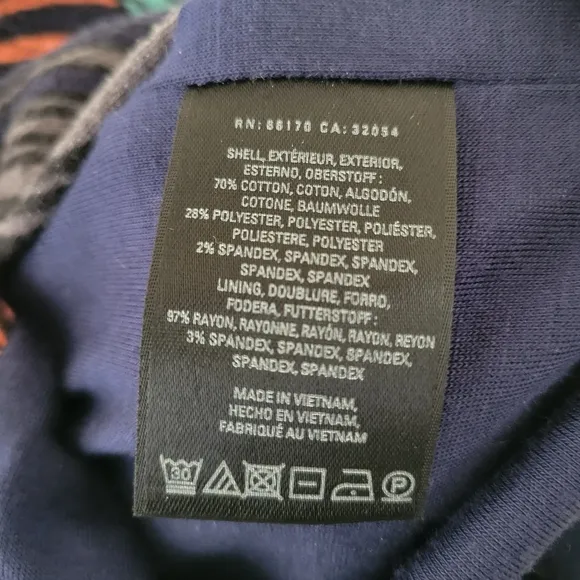 RN: 66170 CA: 32054
SHELL, EXTÉRIEUR, EXTERIOR,
ESTERNO, OBERSTOFF:
70% COTTON, COTON, ALGODÓN,
COTONE, BAUMWOLLE
28% POLYESTER, POLYESTER, POLIÉSTER,
POLIESTERE, POLYESTER
2% SPANDEX, SPANDEX, SPANDEX,
SPANDEX, SPANDEX
LINING, DOUBLURE, FORRO,
FODERA, FUTTERSTOFF:
97% RAYON, RAYONNE, RAYÓN, RAYON, REYON
3% SPANDEX, SPANDEX, SPANDEX,
SPANDEX, SPANDEX
MADE IN VIETNAM,
HECHO EN VIETNAM,
FABRIQUÉ AU VIETNAM
30 P